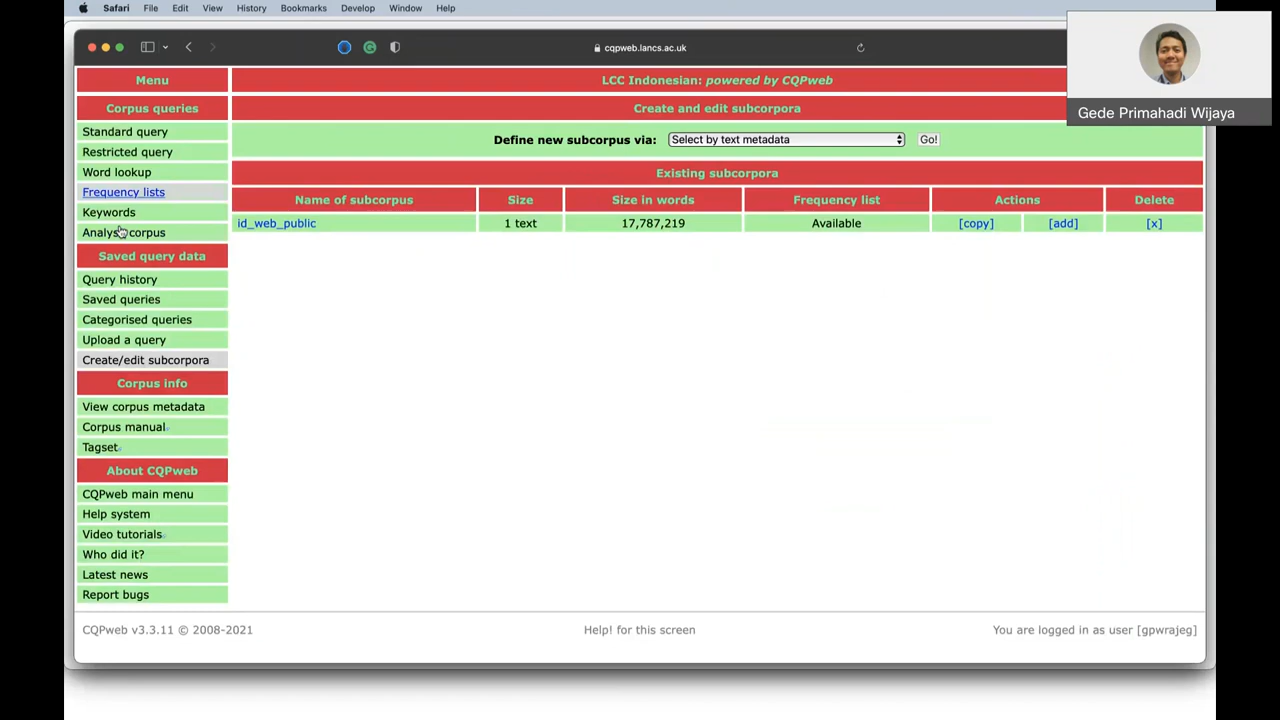 Safari File Edit View History Bookmarks Develop Window Help
cqpweb.lancs.ac.uk
Gede Primahadi Wijaya
Menu
LCC Indonesian: powered by CQPweb
Corpus queries
Create and edit subcorpora
Standard query
Define new subcorpus via: Select by text metadata Go!
Restricted query
Word lookup
Existing subcorpora
Frequency lists
Name of subcorpus Size Size in words Frequency list Actions Delete
Keywords
id_web_public 1 text 17,787,219 Available [copy] [add] [x]
Analyse corpus
Saved query data
Query history
Saved queries
Categorised queries
Upload a query
Create/edit subcorpora
Corpus info
View corpus metadata
Corpus manual
Tagset
About CQPweb
CQPweb main menu
Help system
Video tutorials
Who did it?
Latest news
Report bugs
CQPweb v3.3.11 © 2008-2021 Help! for this screen You are logged in as user [gpwrajeg]